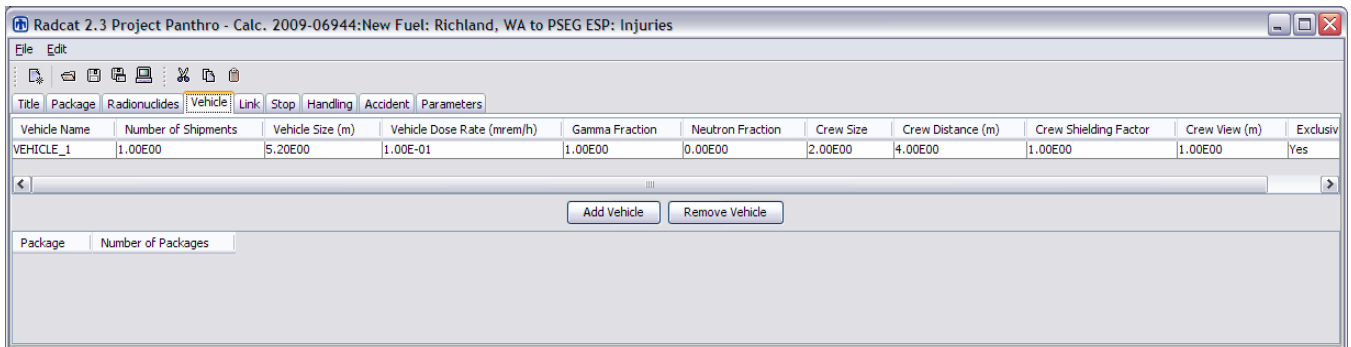 Radcat 2.3 Project Panthro - Calc. 2009-06944:New Fuel: Richland, WA to PSEG ESP: Injuries
File Edit
Title Package Radionuclides Vehicle Link Stop Handling Accident Parameters
Vehicle Name Number of Shipments Vehicle Size (m) Vehicle Dose Rate (mrem/h) Gamma Fraction Neutron Fraction Crew Size Crew Distance (m) Crew Shielding Factor Crew View (m) Exclusiv
VEHICLE_1 1.00E00 5.20E00 1.00E-01 1.00E00 0.00E00 2.00E00 4.00E00 1.00E00 1.00E00 Yes
Add Vehicle Remove Vehicle
Package Number of Packages